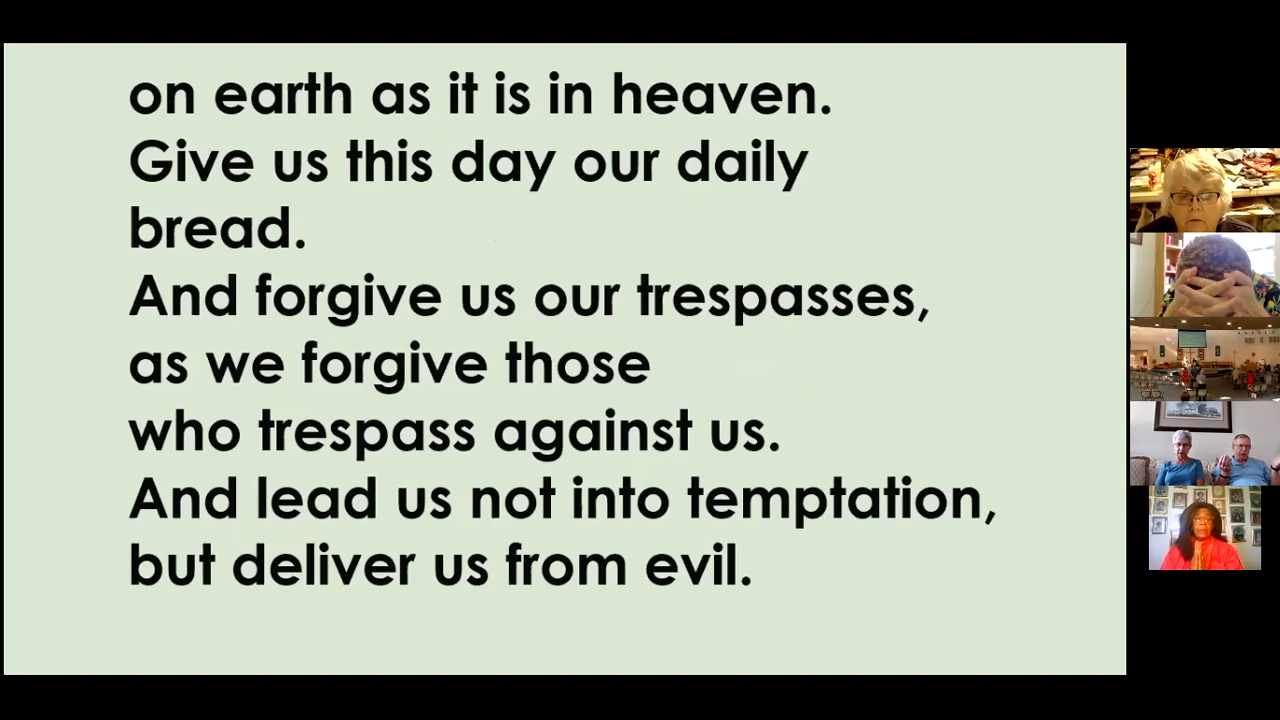 on earth as it is in heaven.
Give us this day our daily
bread.
And forgive us our trespasses,
as we forgive those
who trespass against us.
And lead us not into temptation,
but deliver us from evil.